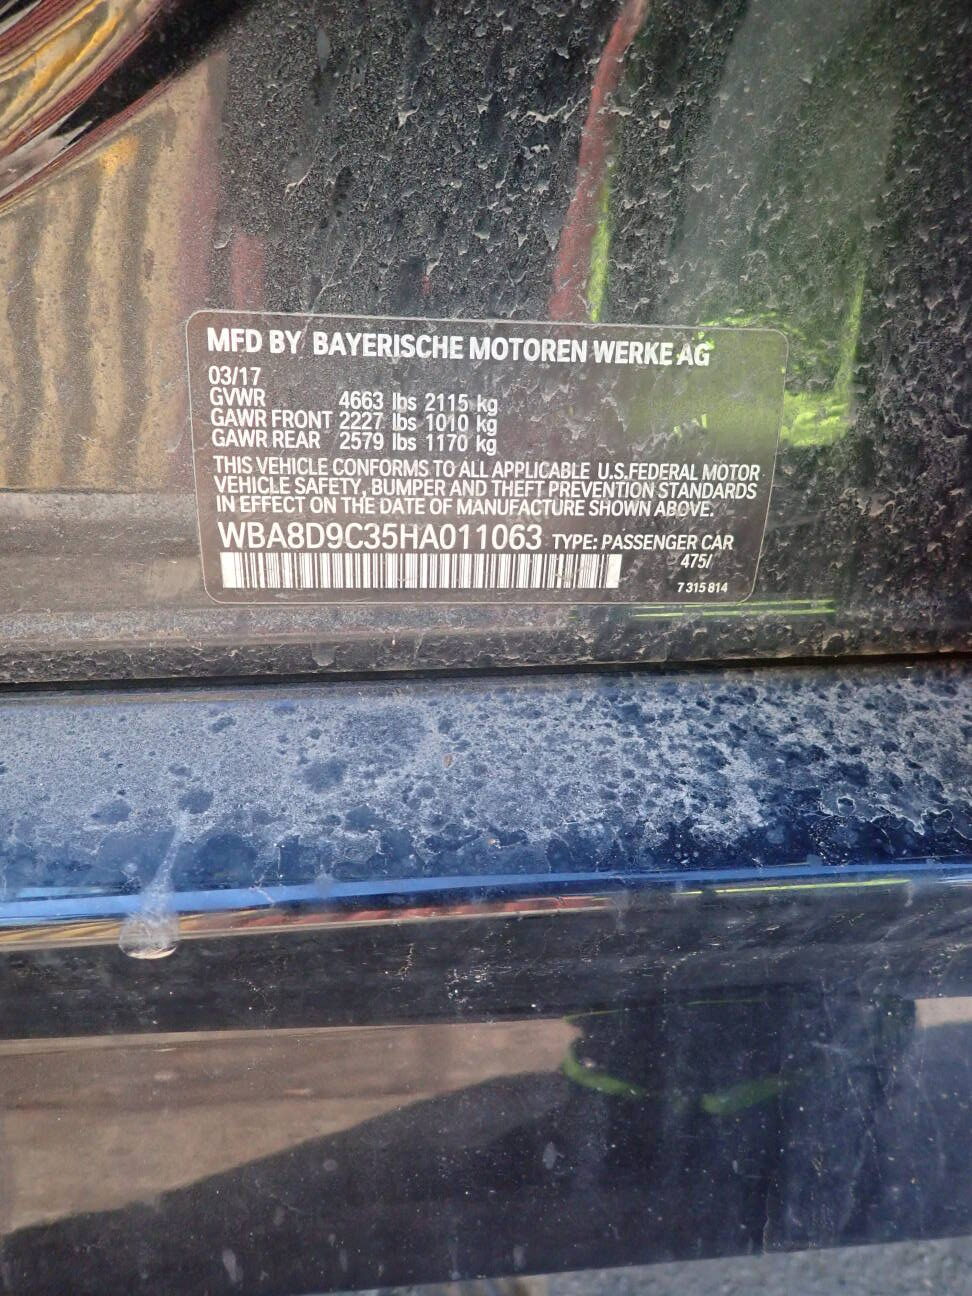 MFD BY BAYERISCHE MOTOREN WERKE AG
03/17
GVWR 4663 lbs 2115 kg
GAWR FRONT 2227 lbs 1010 kg
GAWR REAR 2579 lbs 1170 kg
THIS VEHICLE CONFORMS TO ALL APPLICABLE U.S.FEDERAL MOTOR
VEHICLE SAFETY, BUMPER AND THEFT PREVENTION STANDARDS
IN EFFECT ON THE DATE OF MANUFACTURE SHOWN ABOVE.
WBA8D9C35HA011063 TYPE: PASSENGER CAR
475/
7 315 814